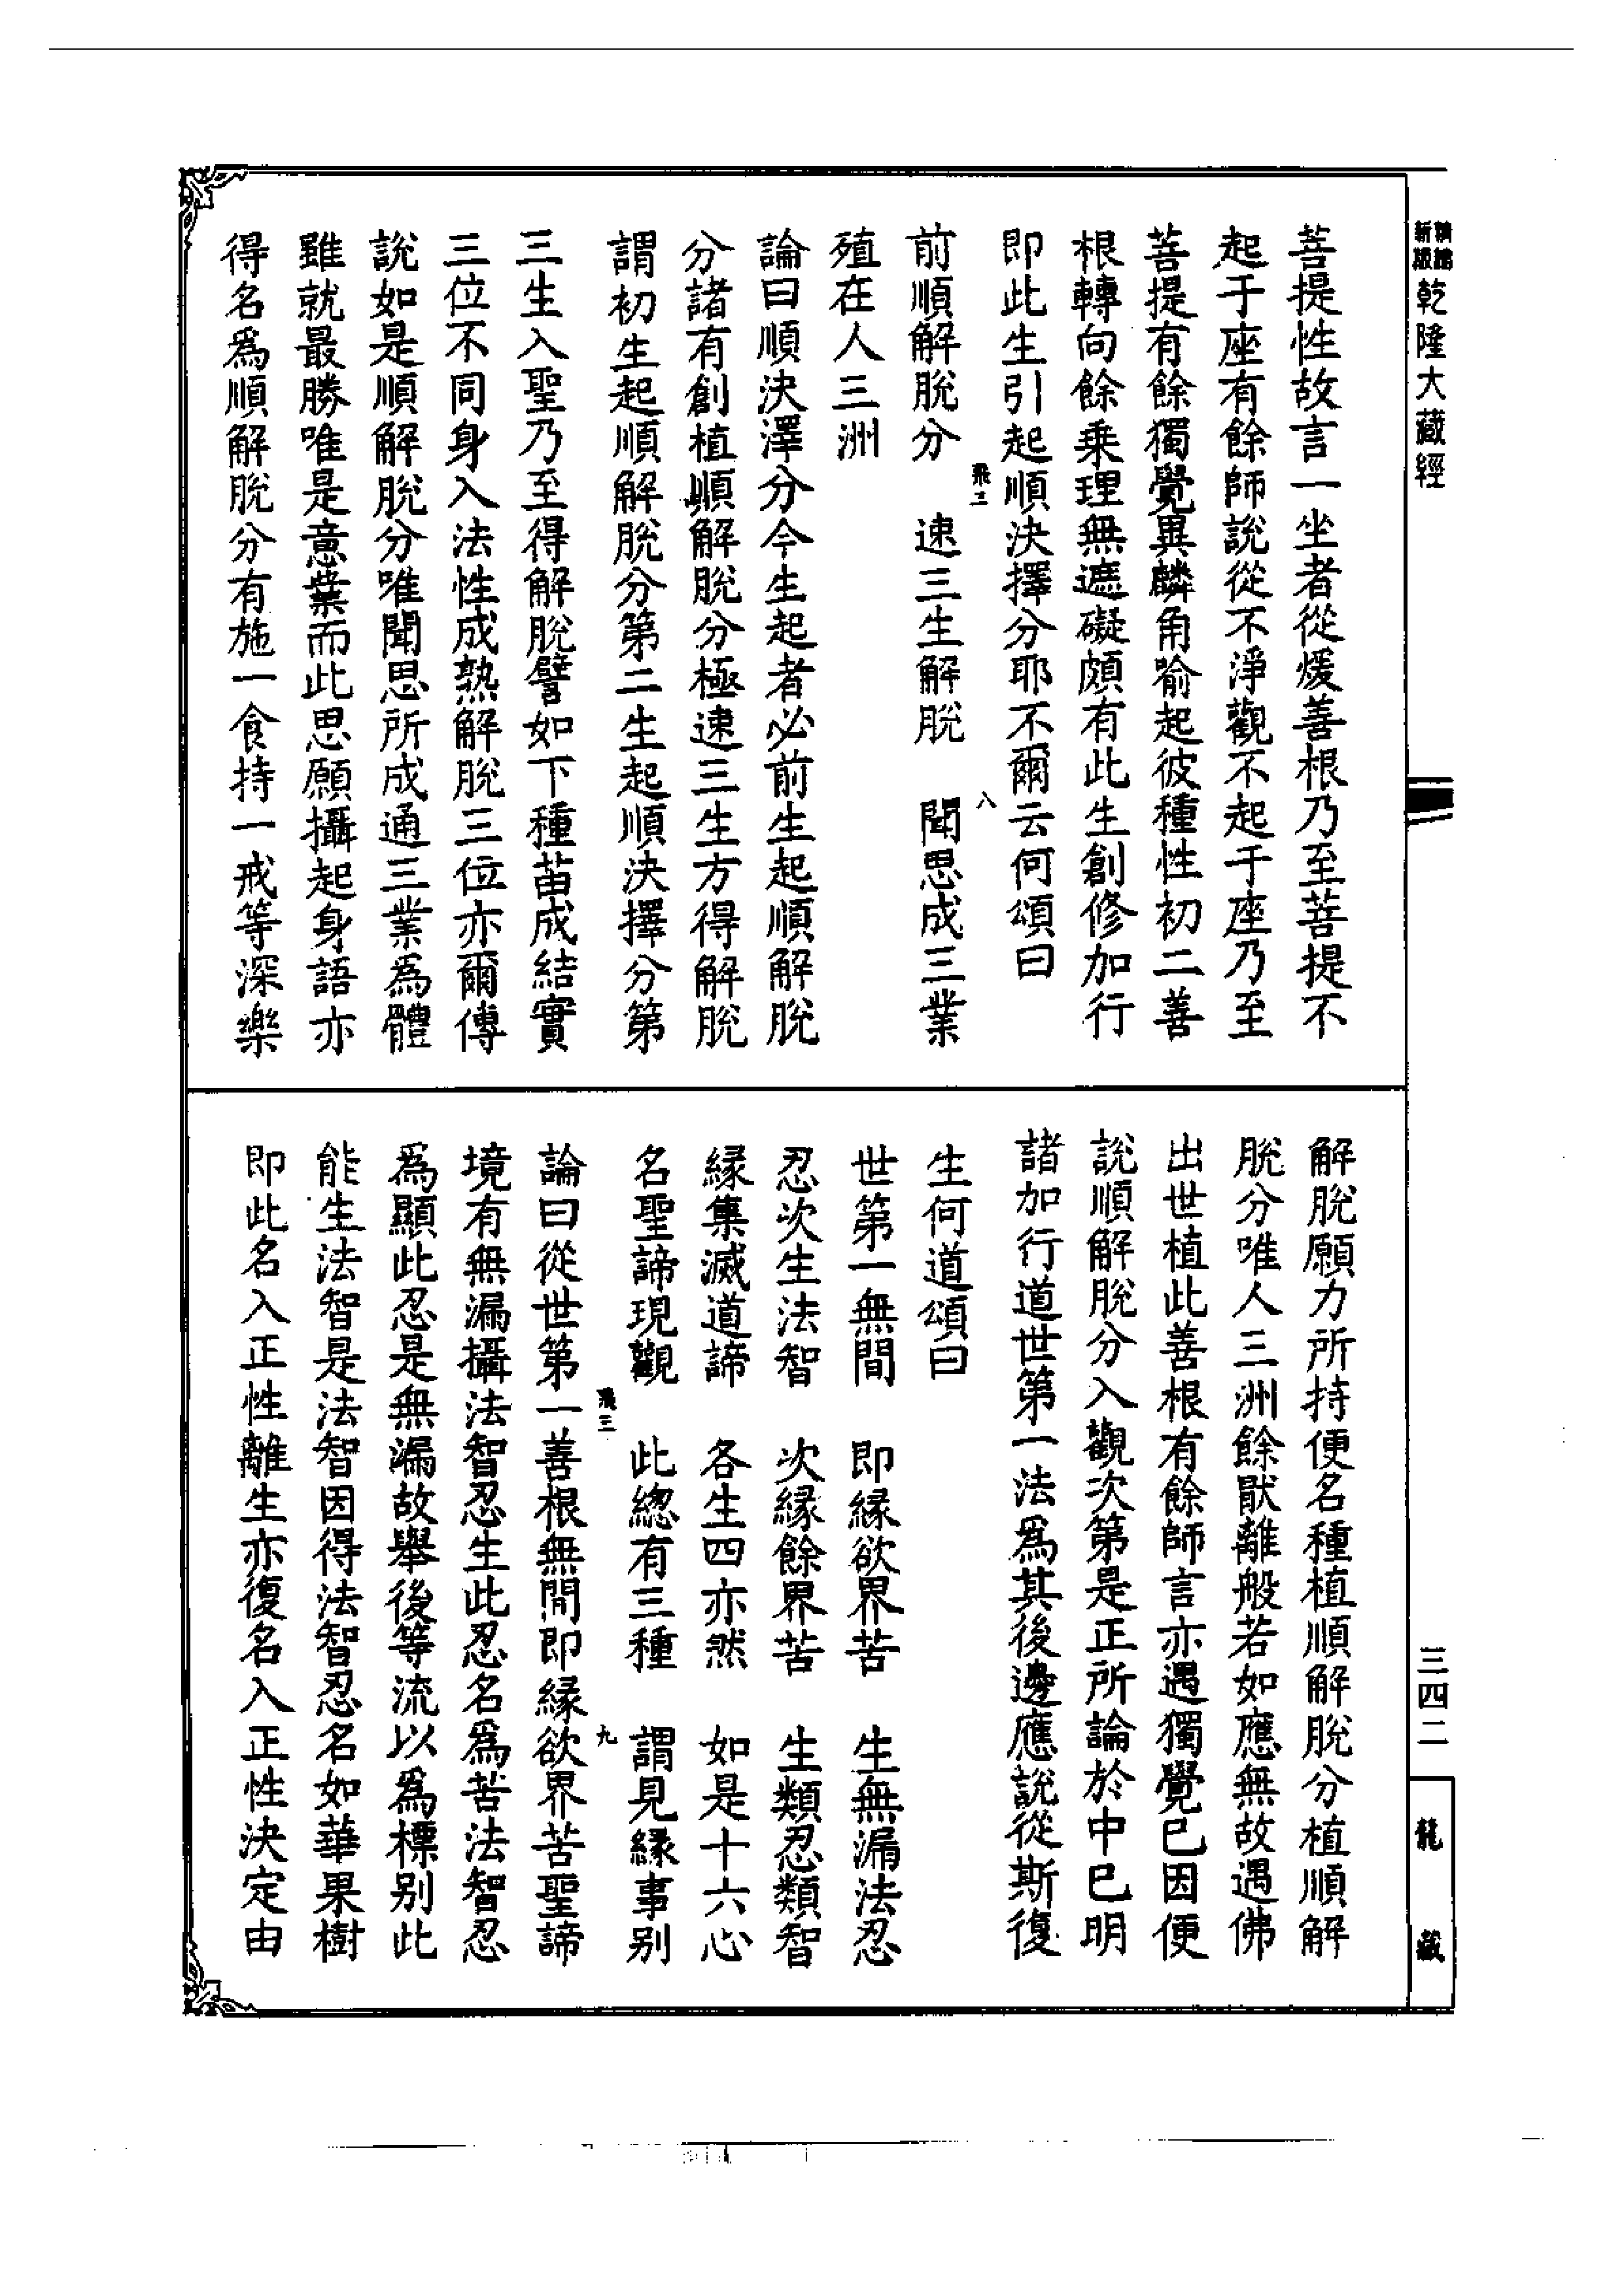 新版
精諸
乾隆大藏經
三四二
龍藏
菩提性故言一坐者從煖善根乃至菩提不
起于座有餘師說從不淨觀不起于座乃至
菩提有餘獨覺異麟角喻起彼種性初二善
根轉向餘乗理無遮礙頗有此生創修加行
即此生引起順決擇分耶不爾云何頌曰
前順解脫分 速三生解脫 聞思成三業
飛三 八
殖在人三洲
論曰順決澤分今生起者必前生起順解脫
分諸有創植順解脫分極速三生方得解脫
謂初生起順解脫分第二生起順決擇分第
三生入聖乃至得解脫譬如下種苗成結實
三位不同身入法性成熟解脫三位亦爾傳
說如是順解脫分唯聞思所成通三業爲體
雖就最勝唯是意業而此思願攝起身語亦
得名爲順解脫分有施一食持一戒等深樂
解脫願力所持便名種植順解脫分植順解
脫分唯人三洲餘猒離般若如應無故遇佛
出世植此善根有餘師言亦遇獨覺已因便
說順解脫分入觀次第是正所論於中已明
諸加行道世第一法爲其後邊應說從斯復
生何道頌曰
世第一無間 即緣欲界苦 生無漏法忍
忍次生法智 次緣餘界苦 生類忍類智
緣集滅道諦 各生四亦然 如是十六心
名聖諦現觀 此緫有三種 謂見緣事別
飛三 九
論曰從世第一善根無間即緣欲界苦聖諦
境有無漏攝法智忍生此忍名爲苦法智忍
爲顯此忍是無漏故舉後等流以爲標別此
能生法智是法智因得法智忍名如華果樹
即此名入正性離生亦復名入正性決定由